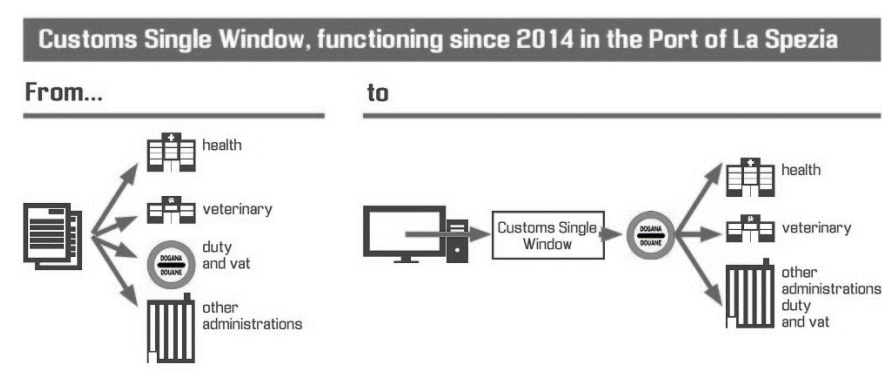 Customs Single Window, functioning since 2014 in the Port of La Spezia
From...
to
health
veterinary
DOGANA
DOUANE
duty
and vat
other
administrations
Customs Single
Window
DOGANA
DOUANE
health
veterinary
other
administrations
duty
and vat